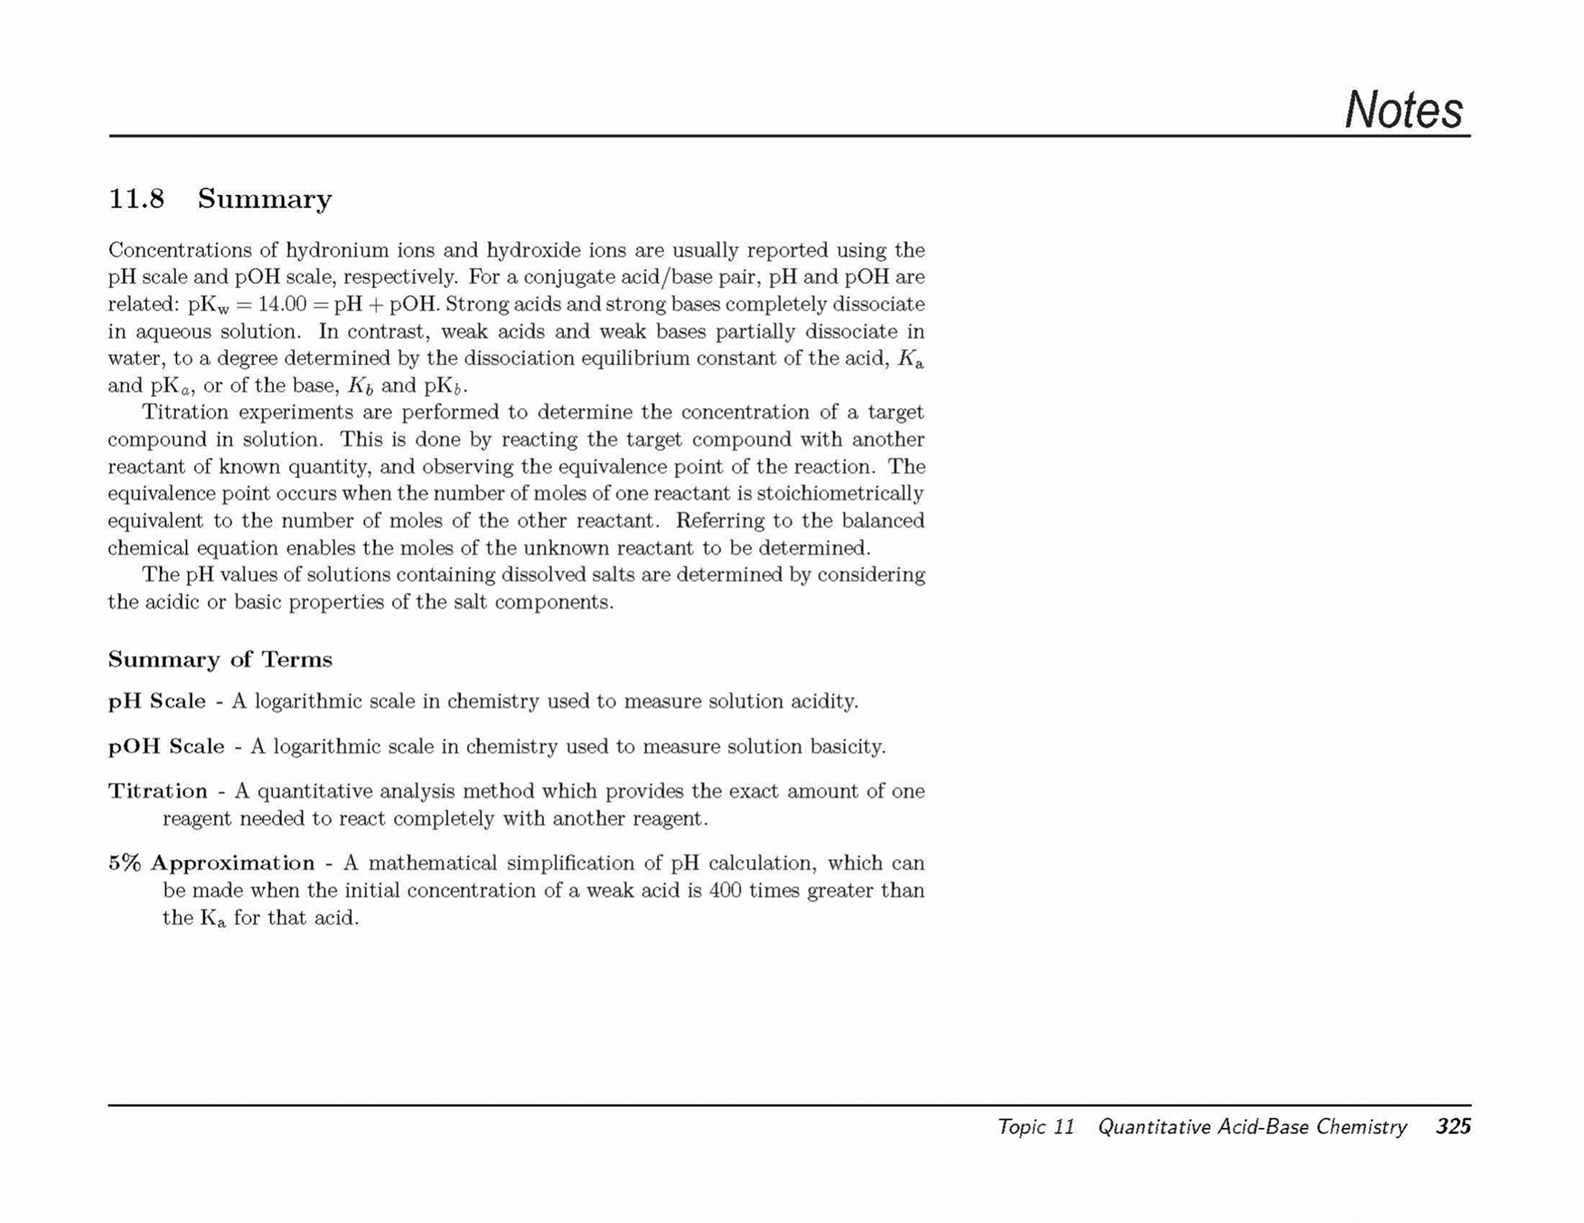 Notes
11.8 Summary
Concentrations of hydronium ions and hydroxide ions are usually reported using the
pH scale and pOH scale, respectively. For a conjugate acid/base pair, pH and pOH are
related: pKw = 14.00 = pH + pOH. Strong acids and strong bases completely dissociate
in aqueous solution. In contrast, weak acids and weak bases partially dissociate in
water, to a degree determined by the dissociation equilibrium constant of the acid, Ka
and pKa, or of the base, Kb and pKb.
Titration experiments are performed to determine the concentration of a target
compound in solution. This is done by reacting the target compound with another
reactant of known quantity, and observing the equivalence point of the reaction. The
equivalence point occurs when the number of moles of one reactant is stoichiometrically
equivalent to the number of moles of the other reactant. Referring to the balanced
chemical equation enables the moles of the unknown reactant to be determined.
The pH values of solutions containing dissolved salts are determined by considering
the acidic or basic properties of the salt components.
Summary of Terms
pH Scale - A logarithmic scale in chemistry used to measure solution acidity.
pOH Scale - A logarithmic scale in chemistry used to measure solution basicity.
Titration - A quantitative analysis method which provides the exact amount of one
reagent needed to react completely with another reagent.
5% Approximation - A mathematical simplification of pH calculation, which can
be made when the initial concentration of a weak acid is 400 times greater than
the Ka for that acid.
Topic 11 Quantitative Acid-Base Chemistry 325